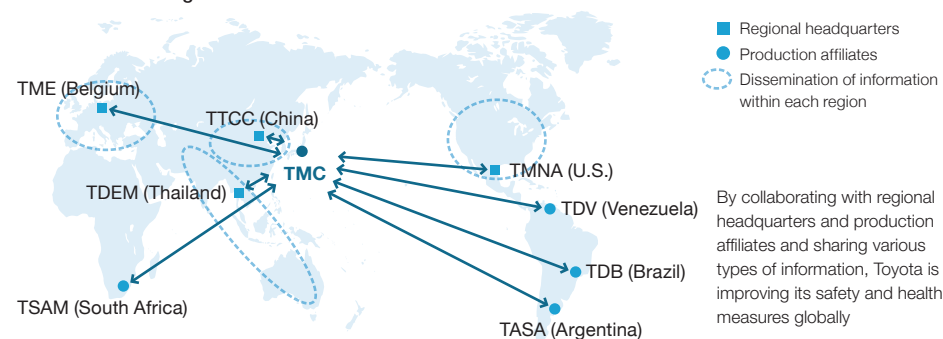 Regional headquarters
Production affiliates
Dissemination of information
within each region
TME (Belgium)
TTCC (China)
TMC
TDEM (Thailand)
TMNA (U.S.)
TDV (Venezuela)
TDB (Brazil)
TSAM (South Africa)
TASA (Argentina)
By collaborating with regional
headquarters and production
affiliates and sharing various
types of information, Toyota is
improving its safety and health
measures globally